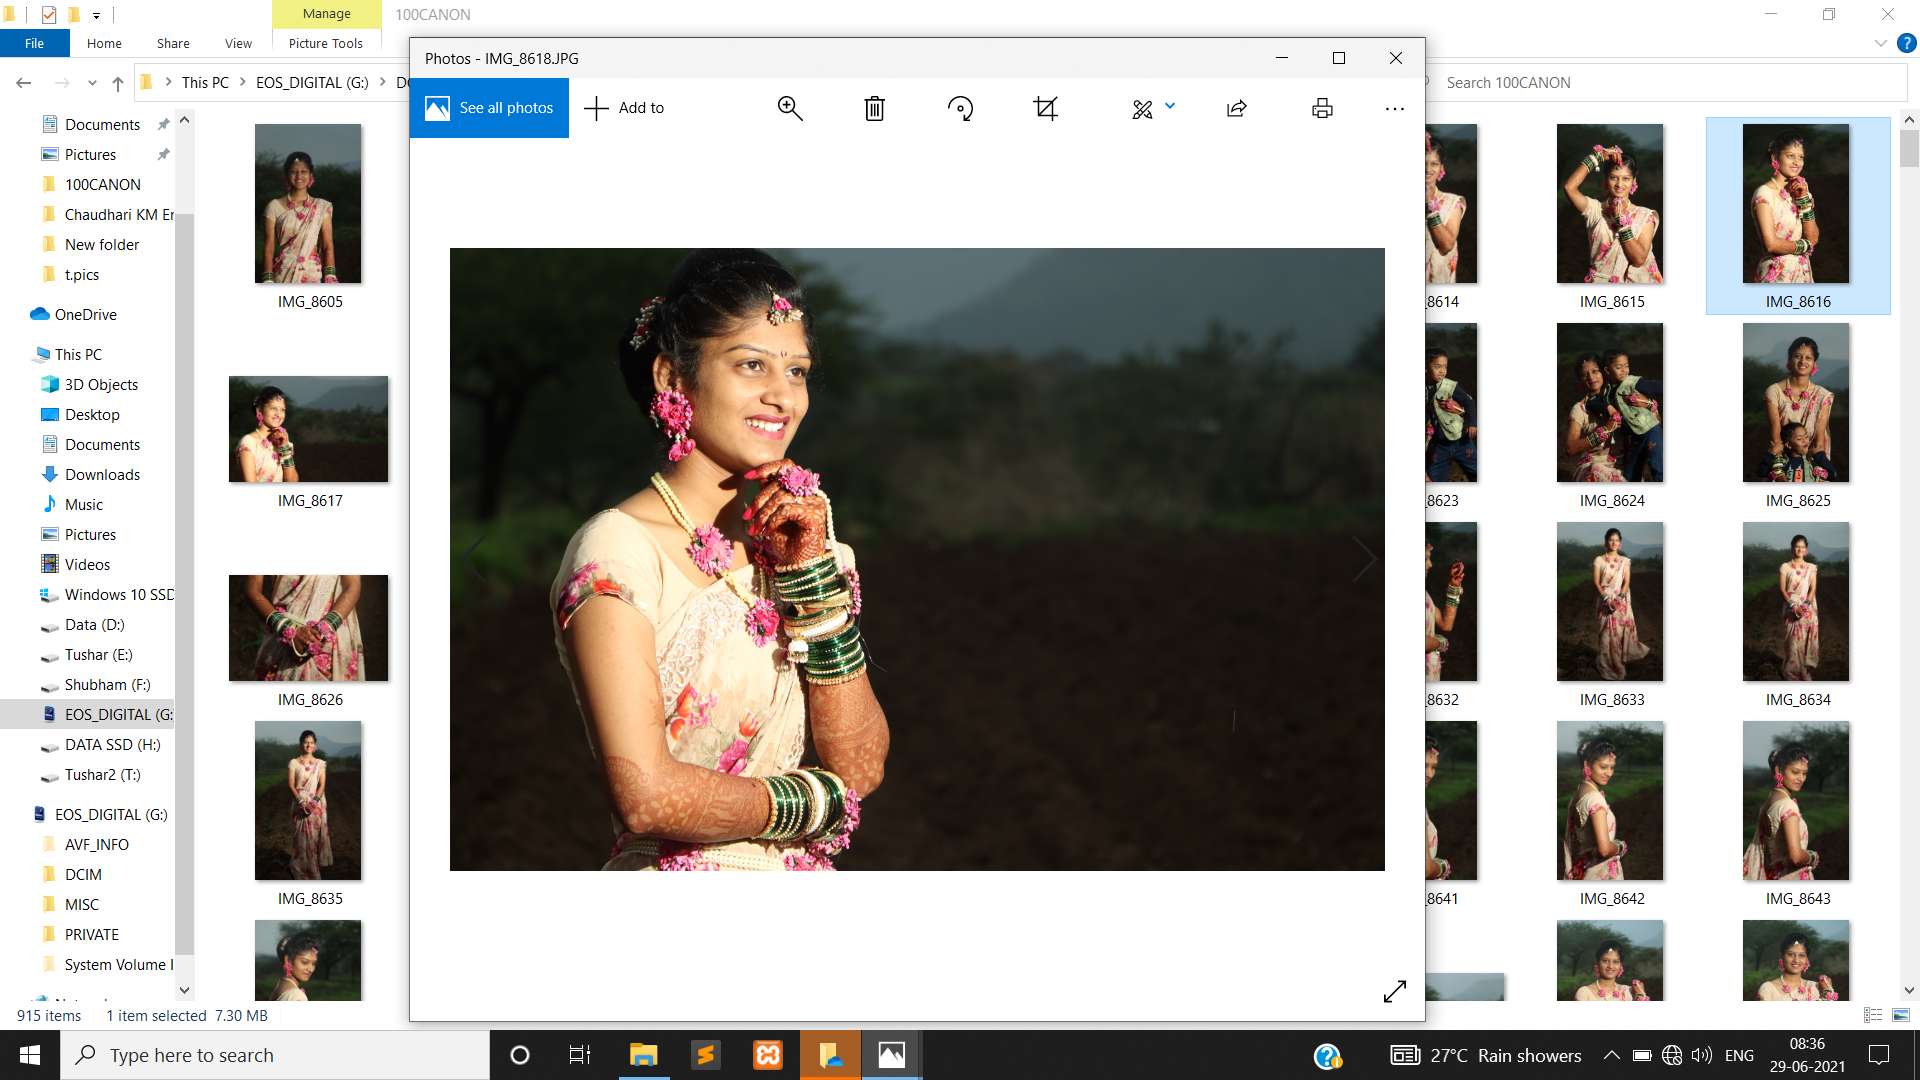 Manage
100CANON
File
Home
Share
View
Picture Tools
This PC
EOS_DIGITAL (G:)
Search 100CANON
Photos - IMG_8618.JPG
See all photos
Add to
Documents
Pictures
100CANON
Chaudhari KM Er
New folder
t.pics
OneDrive
This PC
3D Objects
Desktop
Documents
Downloads
Music
Pictures
Videos
Windows 10 SSD
Data (D:)
Tushar (E:)
Shubham (F:)
EOS_DIGITAL (G:
DATA SSD (H:)
Tushar2 (T:)
EOS_DIGITAL (G:)
AVF_INFO
DCIM
MISC
PRIVATE
System Volume I
IMG_8605
8614
IMG_8615
IMG_8616
IMG_8617
8623
IMG_8624
IMG_8625
IMG_8626
8632
IMG_8633
IMG_8634
IMG_8635
8641
IMG_8642
IMG_8643
915 items
1 item selected 7.30 MB
Type here to search
27°C Rain showers
ENG
08:36
29-06-2021